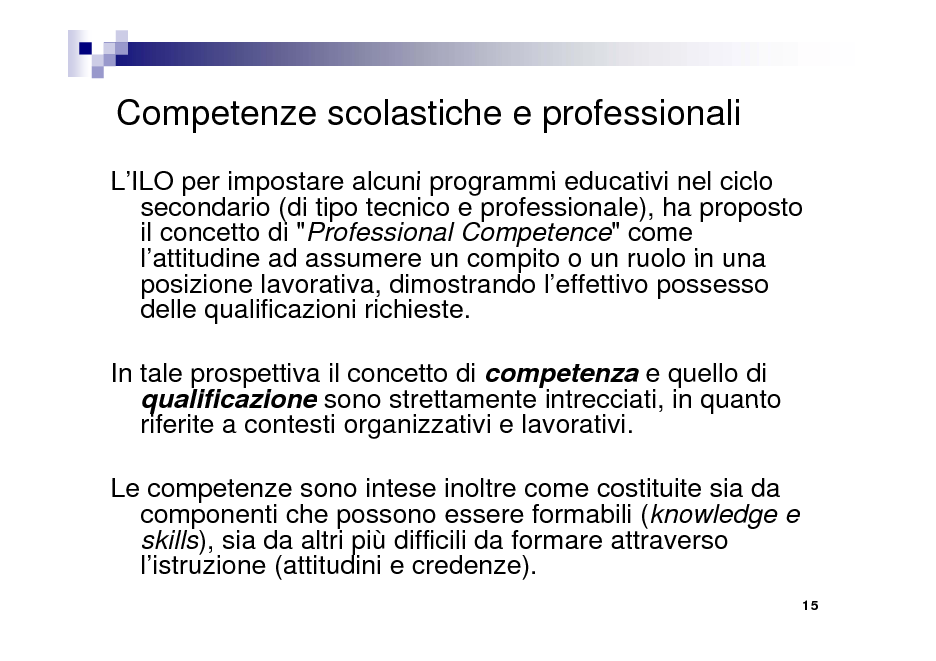 Competenze scolastiche e professionali
L’ILO per impostare alcuni programmi educativi nel ciclo
secondario (di tipo tecnico e professionale), ha proposto
il concetto di "Professional Competence" come
l’attitudine ad assumere un compito o un ruolo in una
posizione lavorativa, dimostrando l’effettivo possesso
delle qualificazioni richieste.
In tale prospettiva il concetto di competenza e quello di
qualificazione sono strettamente intrecciati, in quanto
riferite a contesti organizzativi e lavorativi.
Le competenze sono intese inoltre come costituite sia da
componenti che possono essere formabili (knowledge e
skills), sia da altri più difficili da formare attraverso
l’istruzione (attitudini e credenze).
15